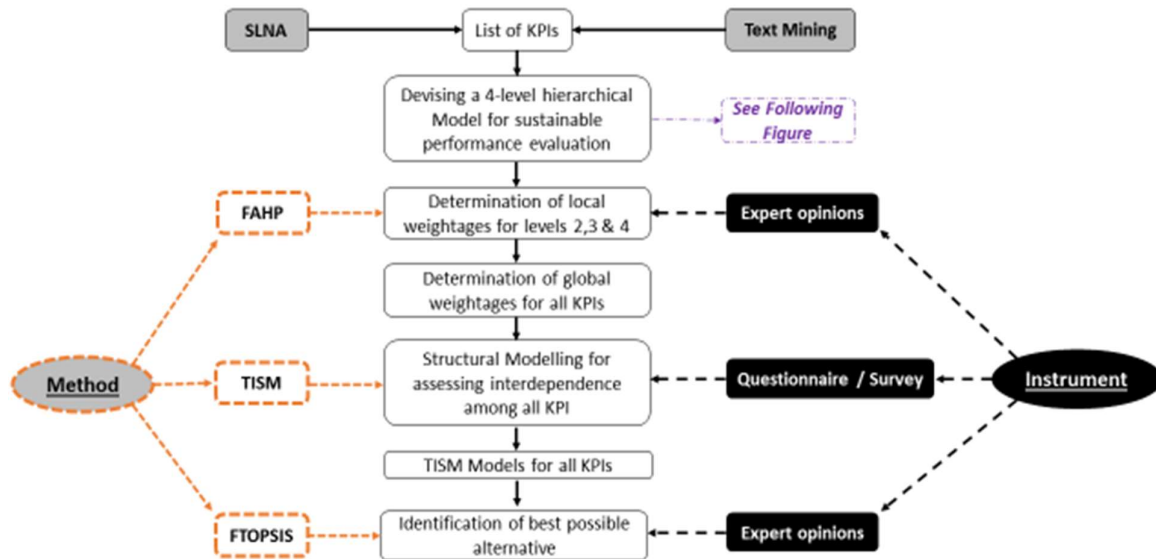 SLNA
List of KPIs
Text Mining
Devising a 4-level hierarchical
Model for sustainable
performance evaluation
See Following
Figure
FAHP
Determination of local
weightages for levels 2,3 & 4
Expert opinions
Determination of global
weightages for all KPIs
Method
TISM
Structural Modelling for
assessing interdependence
among all KPI
Questionnaire / Survey
Instrument
TISM Models for all KPIs
FTOPSIS
Identification of best possible
alternative
Expert opinions